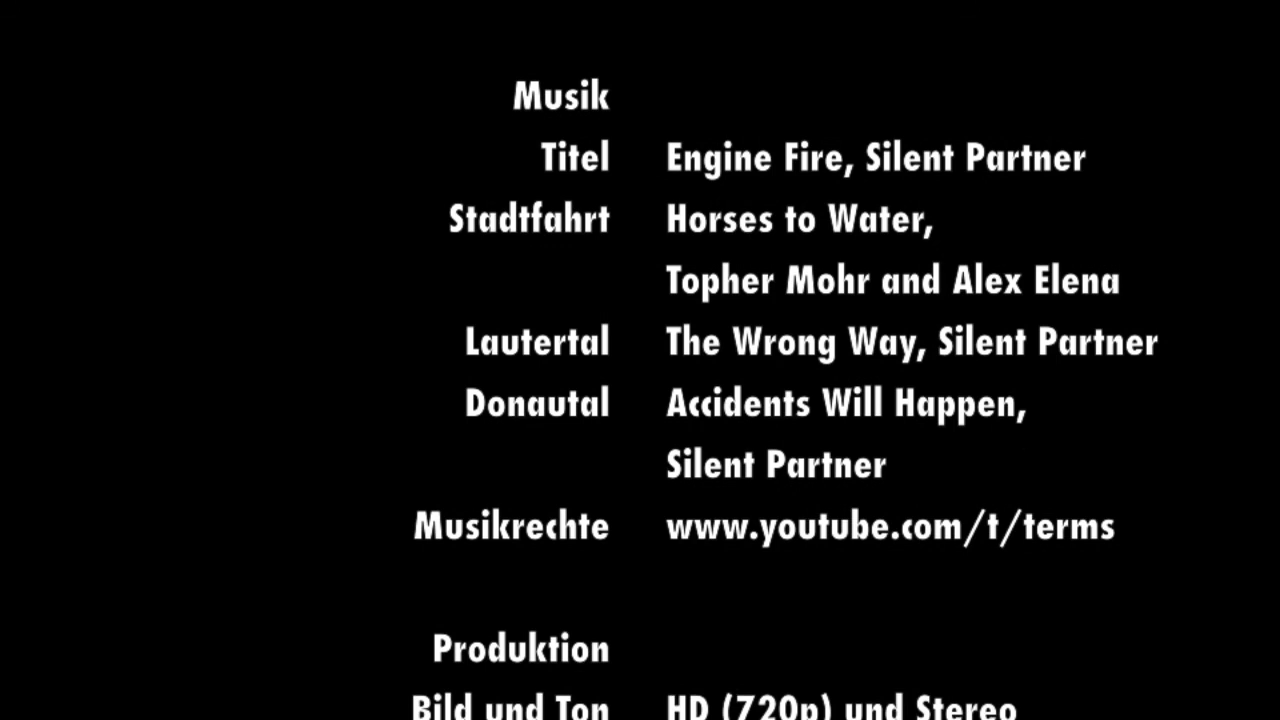 Musik
Titel Engine Fire, Silent Partner
Stadtfahrt Horses to Water,
Topher Mohr and Alex Elena
Lautertal The Wrong Way, Silent Partner
Donautal Accidents Will Happen,
Silent Partner
Musikrechte www.youtube.com/t/terms
Produktion
Bild und Ton HD (720p) und Stereo